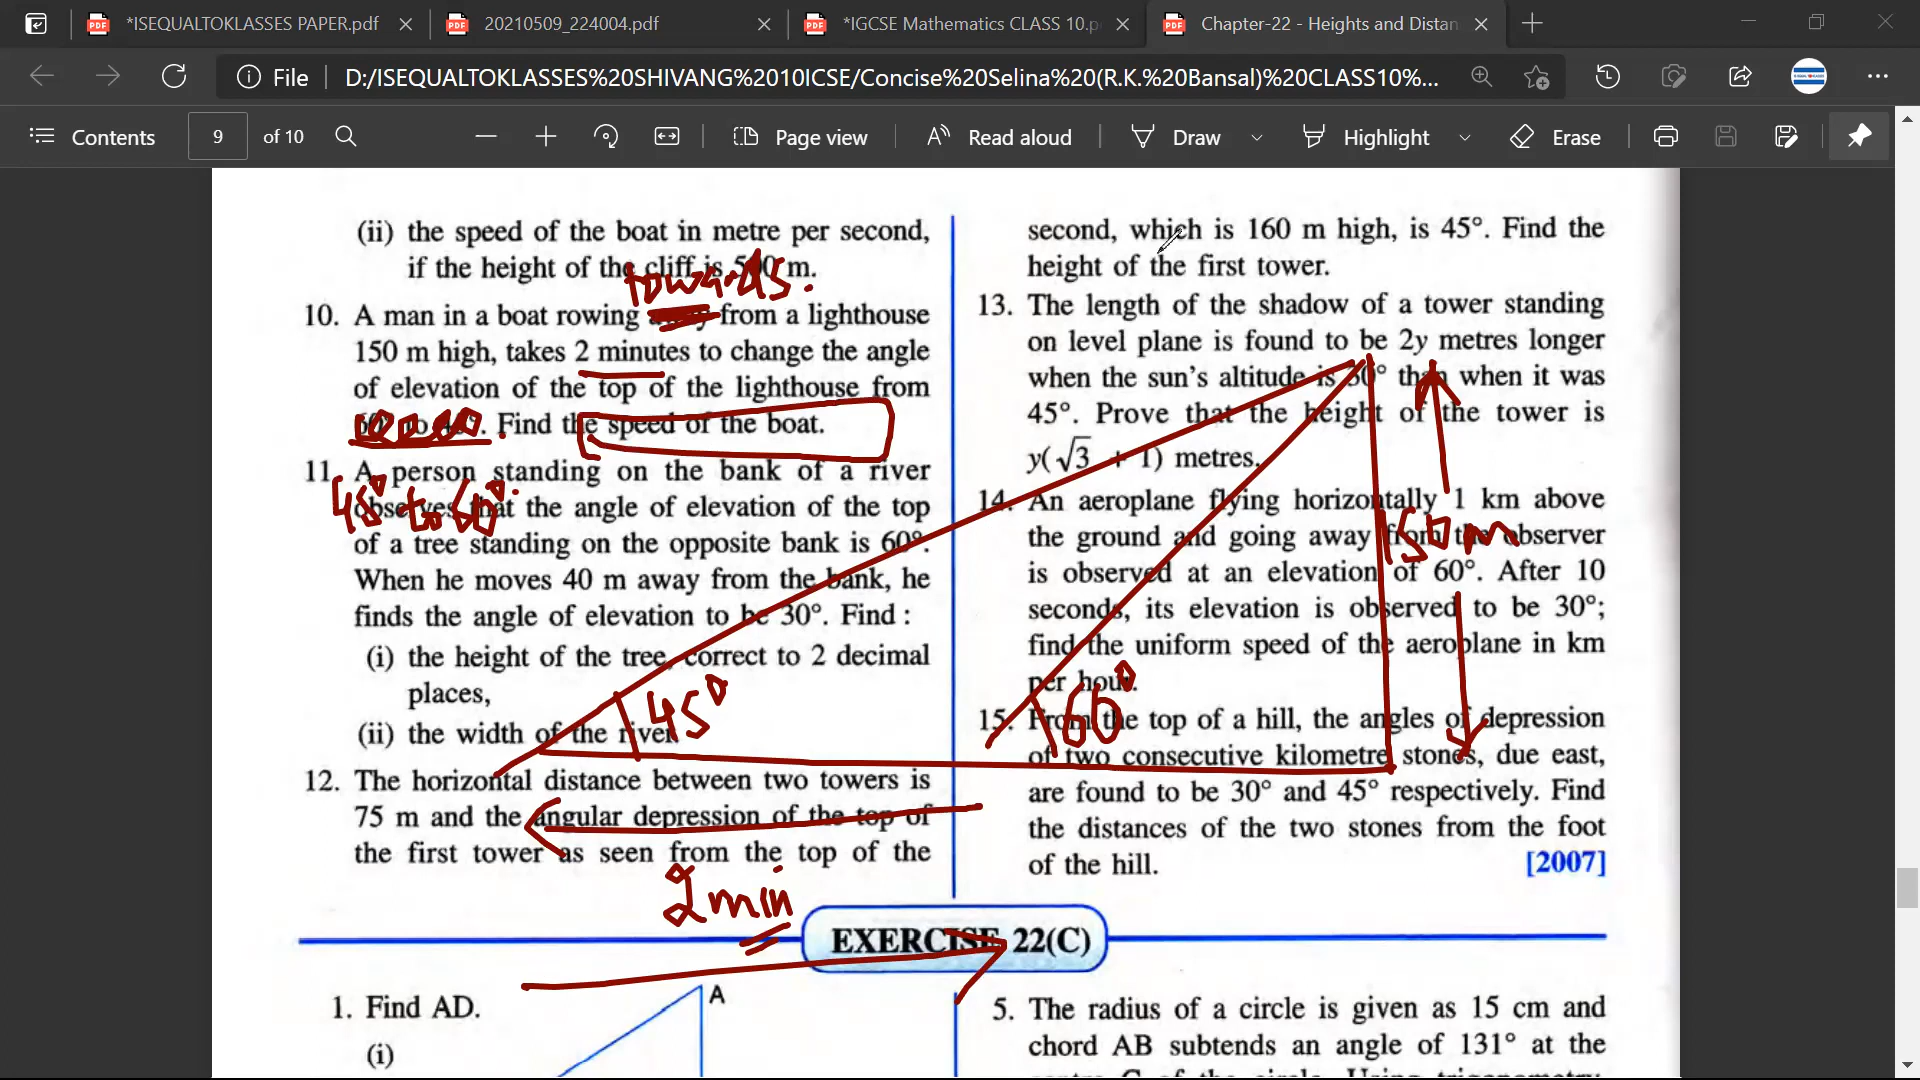 *ISEQUALTOKLASSES PAPER.pdf
20210509_224004.pdf
*IGCSE Mathematics CLASS 10.p
Chapter-22 - Heights and Distan
File
D:/ISEQUALTOKLASSES%20SHIVANG%2010ICSE/Concise%20Selina%20(R.K.%20Bansal)%20CLASS10%...
Contents
9
of 10
Page view
Read aloud
Draw
Highlight
Erase
(ii) the speed of the boat in metre per second,
if the height of the cliff is 500 m.
towards.
10. A man in a boat rowing from a lighthouse
150 m high, takes 2 minutes to change the angle
of elevation of the top of the lighthouse from
Find the speed of the boat.
45° to 60°.
11. A person standing on the bank of a river
observes that the angle of elevation of the top
of a tree standing on the opposite bank is 60°.
When he moves 40 m away from the bank, he
finds the angle of elevation to be 30°. Find :
(i) the height of the tree, correct to 2 decimal
places,
(ii) the width of the river.
45°
12. The horizontal distance between two towers is
75 m and the angular depression of the top of
the first tower as seen from the top of the
2 min
second, which is 160 m high, is 45°. Find the
height of the first tower.
13. The length of the shadow of a tower standing
on level plane is found to be 2y metres longer
when the sun's altitude is 30° than when it was
45°. Prove that the height of the tower is
y(√3 + 1) metres.
14. An aeroplane flying horizontally 1 km above
the ground and going away from the observer
150 m
is observed at an elevation of 60°. After 10
seconds, its elevation is observed to be 30°;
find the uniform speed of the aeroplane in km
per hour.
60°
15. From the top of a hill, the angles of depression
of two consecutive kilometre stones, due east,
are found to be 30° and 45° respectively. Find
the distances of the two stones from the foot
of the hill. [2007]
EXERCISE 22(C)
1. Find AD.
(i)
A
5. The radius of a circle is given as 15 cm and
chord AB subtends an angle of 131° at the